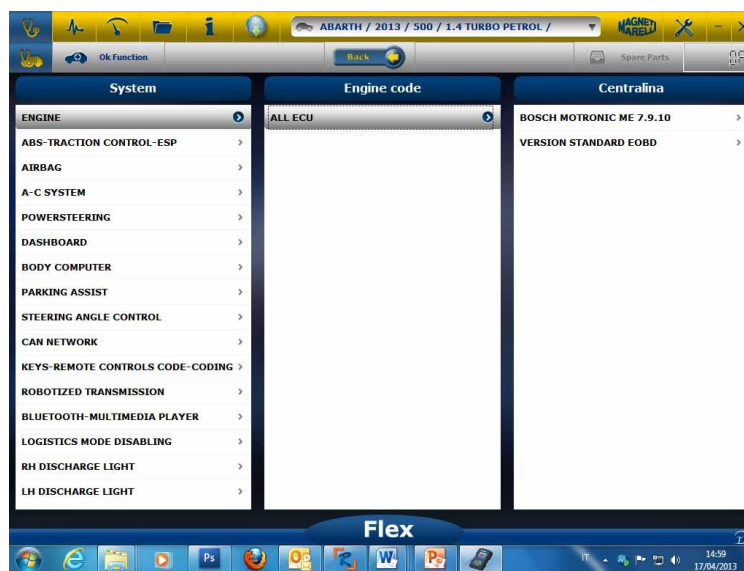 ABARTH / 2013 / 500 / 1.4 TURBO PETROL /
MAGNETI
MARELLI
Ok Function
Back
Spare Parts
System
Engine code
Centralina
ENGINE
ALL ECU
BOSCH MOTRONIC ME 7.9.10
ABS-TRACTION CONTROL-ESP
VERSION STANDARD EOBD
AIRBAG
A-C SYSTEM
POWERSTEERING
DASHBOARD
BODY COMPUTER
PARKING ASSIST
STEERING ANGLE CONTROL
CAN NETWORK
KEYS-REMOTE CONTROLS CODE-CODING
ROBOTIZED TRANSMISSION
BLUETOOTH-MULTIMEDIA PLAYER
LOGISTICS MODE DISABLING
RH DISCHARGE LIGHT
LH DISCHARGE LIGHT
Flex
Ps
IT
14:59
17/04/2013